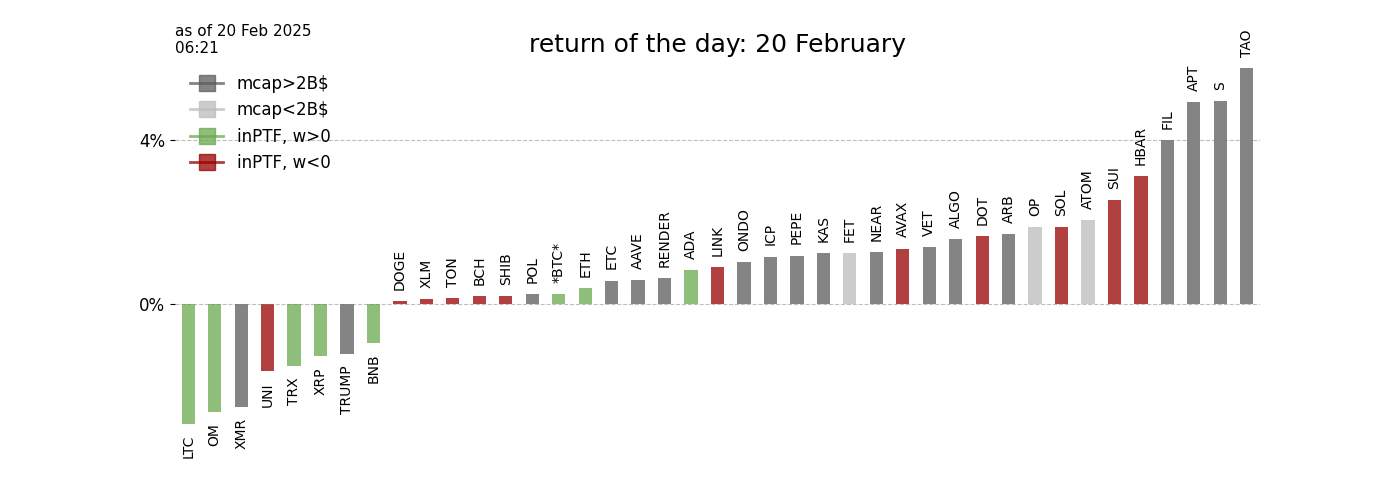 as of 20 Feb 2025
06:21
return of the day: 20 February
mcap>2B$
mcap<2B$
inPTF, w>0
inPTF, w<0
4%
0%
LTC
OM
XMR
UNI
TRX
XRP
TRUMP
BNB
DOGE
XLM
TON
BCH
SHIB
POL
*BTC*
ETH
ETC
AAVE
RENDER
ADA
LINK
ONDO
ICP
PEPE
KAS
FET
NEAR
AVAX
VET
ALGO
DOT
ARB
OP
SOL
ATOM
SUI
HBAR
FIL
APT
S
TAO